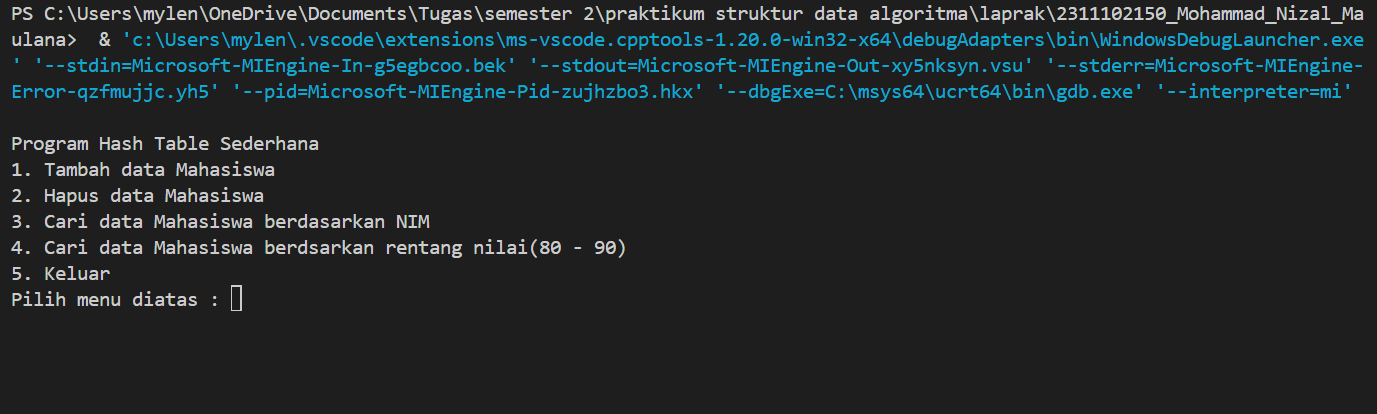 PS C:\Users\mylen\OneDrive\Documents\Tugas\semester 2\praktikum struktur data algoritma\laprak\2311102150_Mohammad_Nizal_Ma
ulana>  & 'c:\Users\mylen\.vscode\extensions\ms-vscode.cpptools-1.20.0-win32-x64\debugAdapters\bin\WindowsDebugLauncher.exe
' '--stdin=Microsoft-MIEngine-In-g5egbcoo.bek' '--stdout=Microsoft-MIEngine-Out-xy5nksyn.vsu' '--stderr=Microsoft-MIEngine-
Error-qzfmujjc.yh5' '--pid=Microsoft-MIEngine-Pid-zujhzbo3.hkx' '--dbgExe=C:\msys64\ucrt64\bin\gdb.exe' '--interpreter=mi'
Program Hash Table Sederhana
1. Tambah data Mahasiswa
2. Hapus data Mahasiswa
3. Cari data Mahasiswa berdasarkan NIM
4. Cari data Mahasiswa berdsarkan rentang nilai(80 - 90)
5. Keluar
Pilih menu diatas :